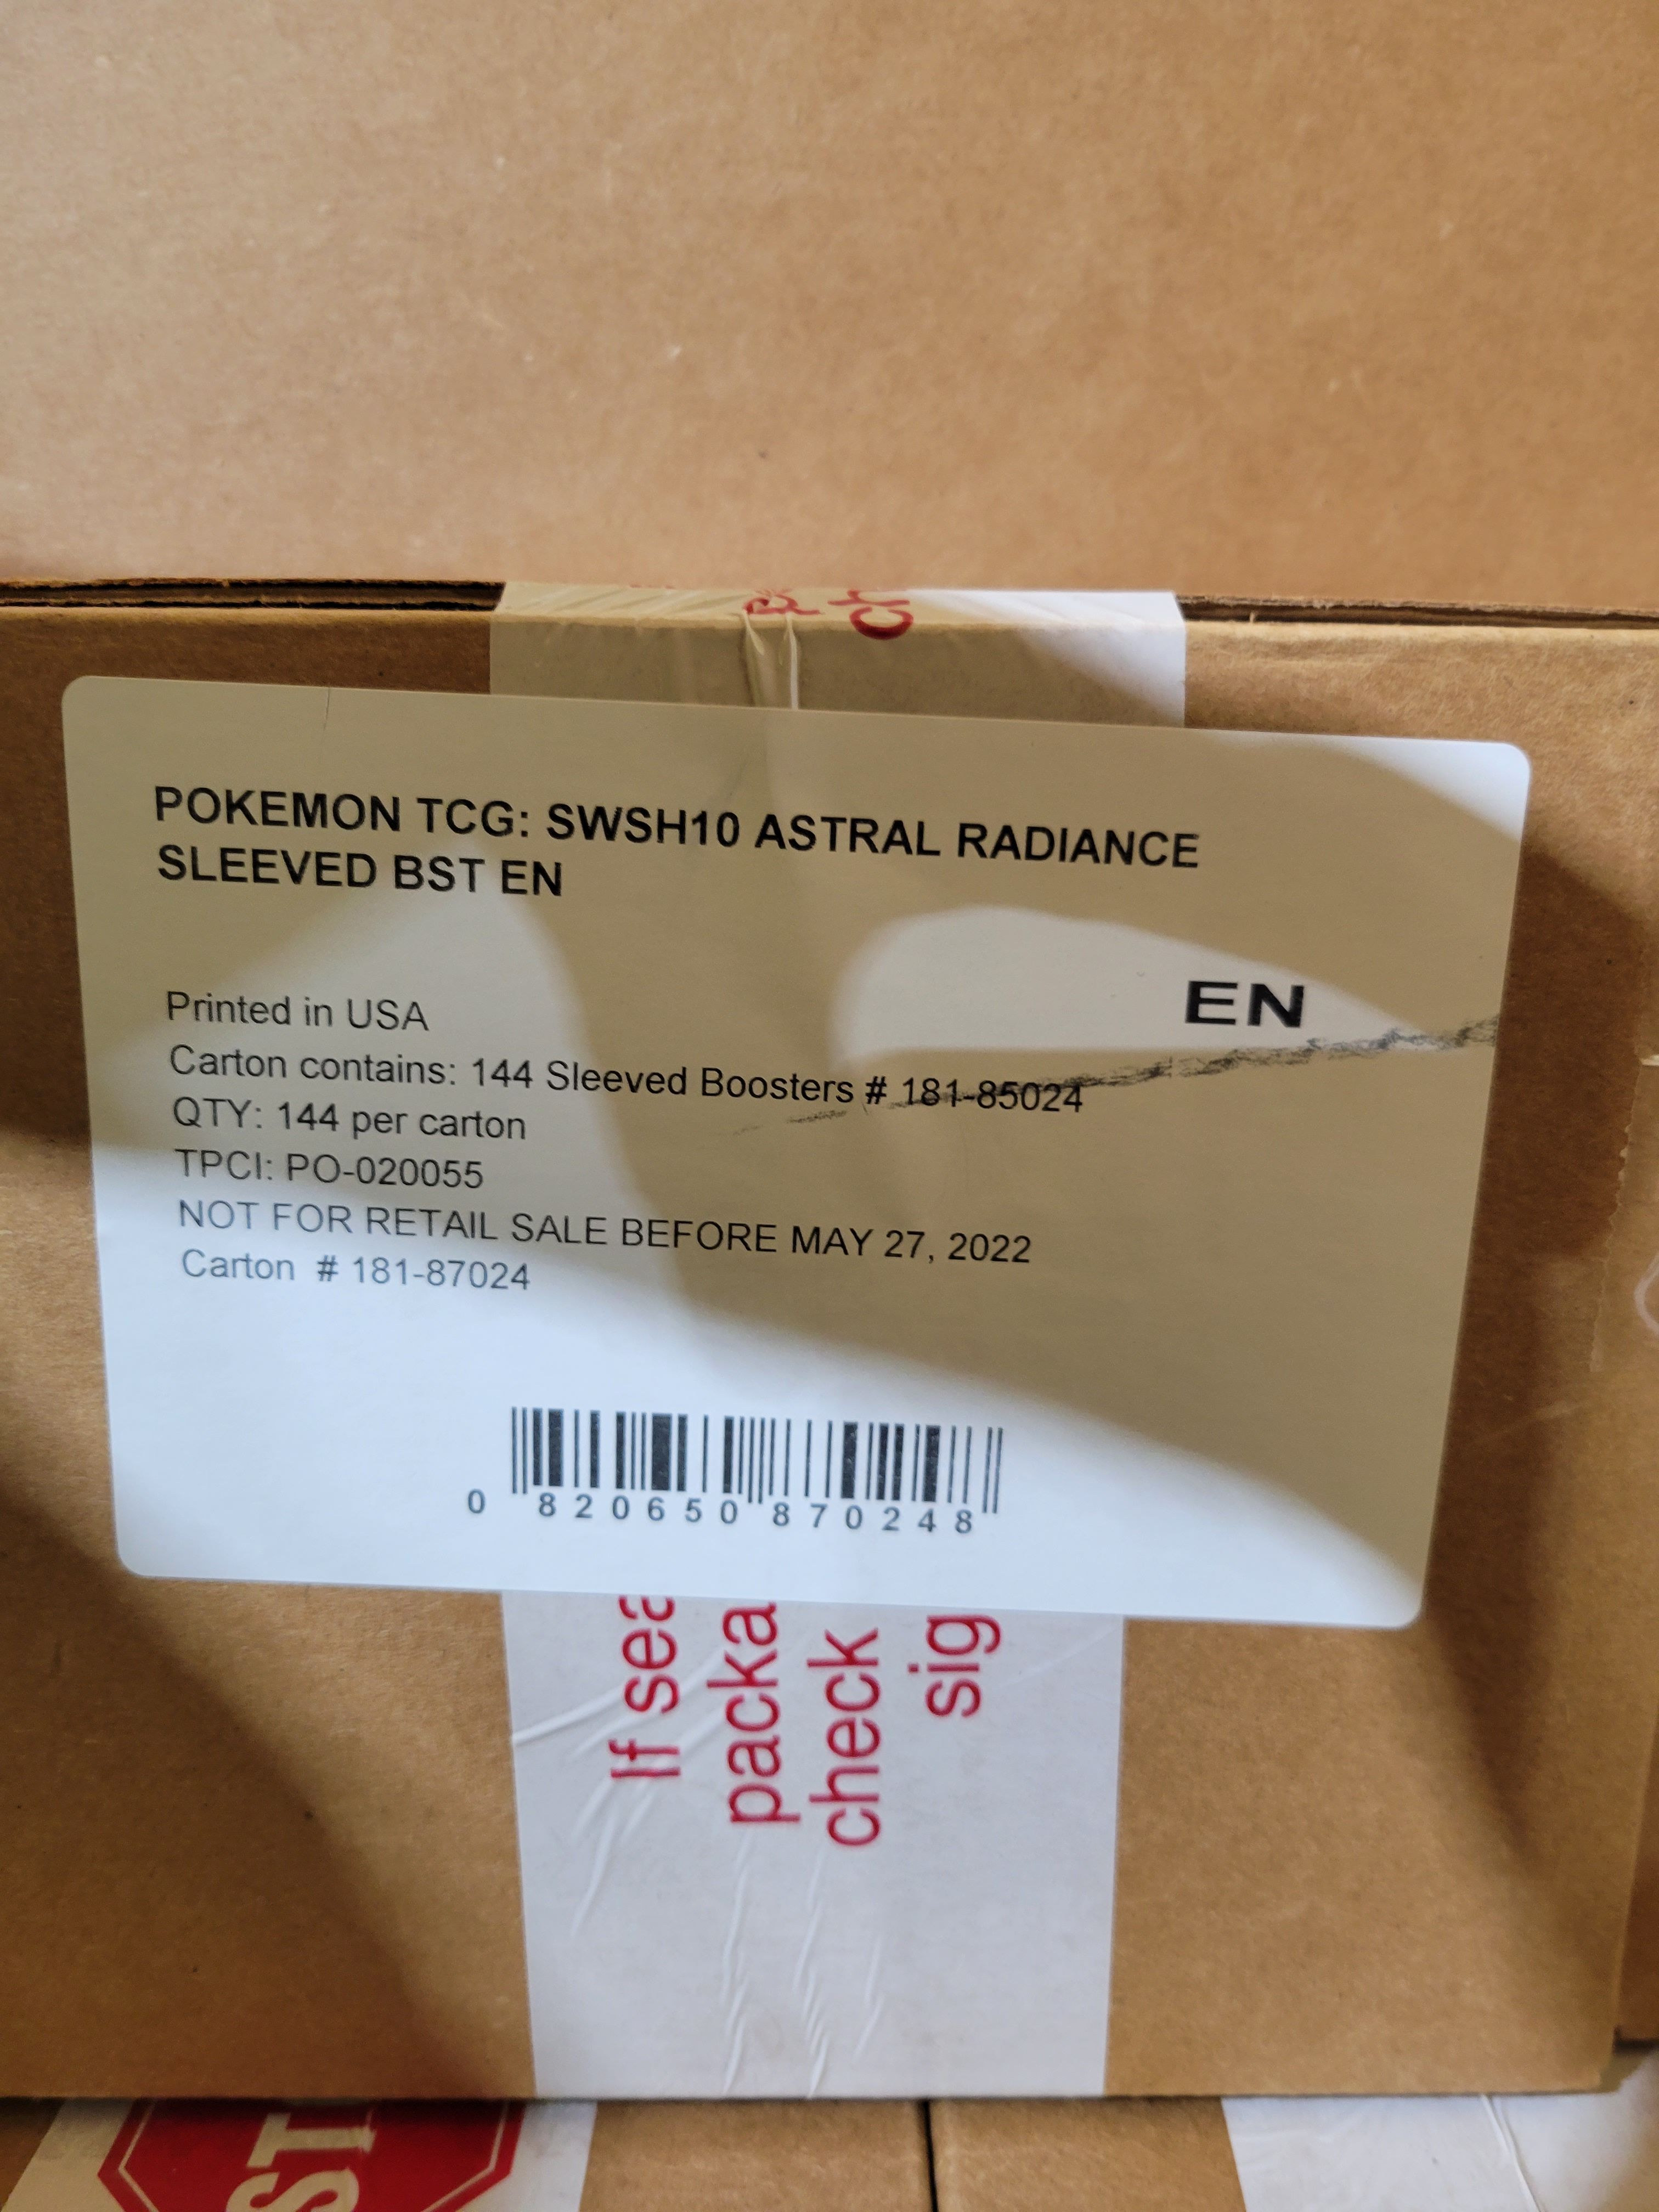 POKEMON TCG: SWSH10 ASTRAL RADIANCE
SLEEVED BST EN
EN
Printed in USA
Carton contains: 144 Sleeved Boosters # 181-85024
QTY: 144 per carton
TPCI: PO-020055
NOT FOR RETAIL SALE BEFORE MAY 27, 2022
Carton # 181-87024
0 820650 870248
If sea
packa
check
sig
ST